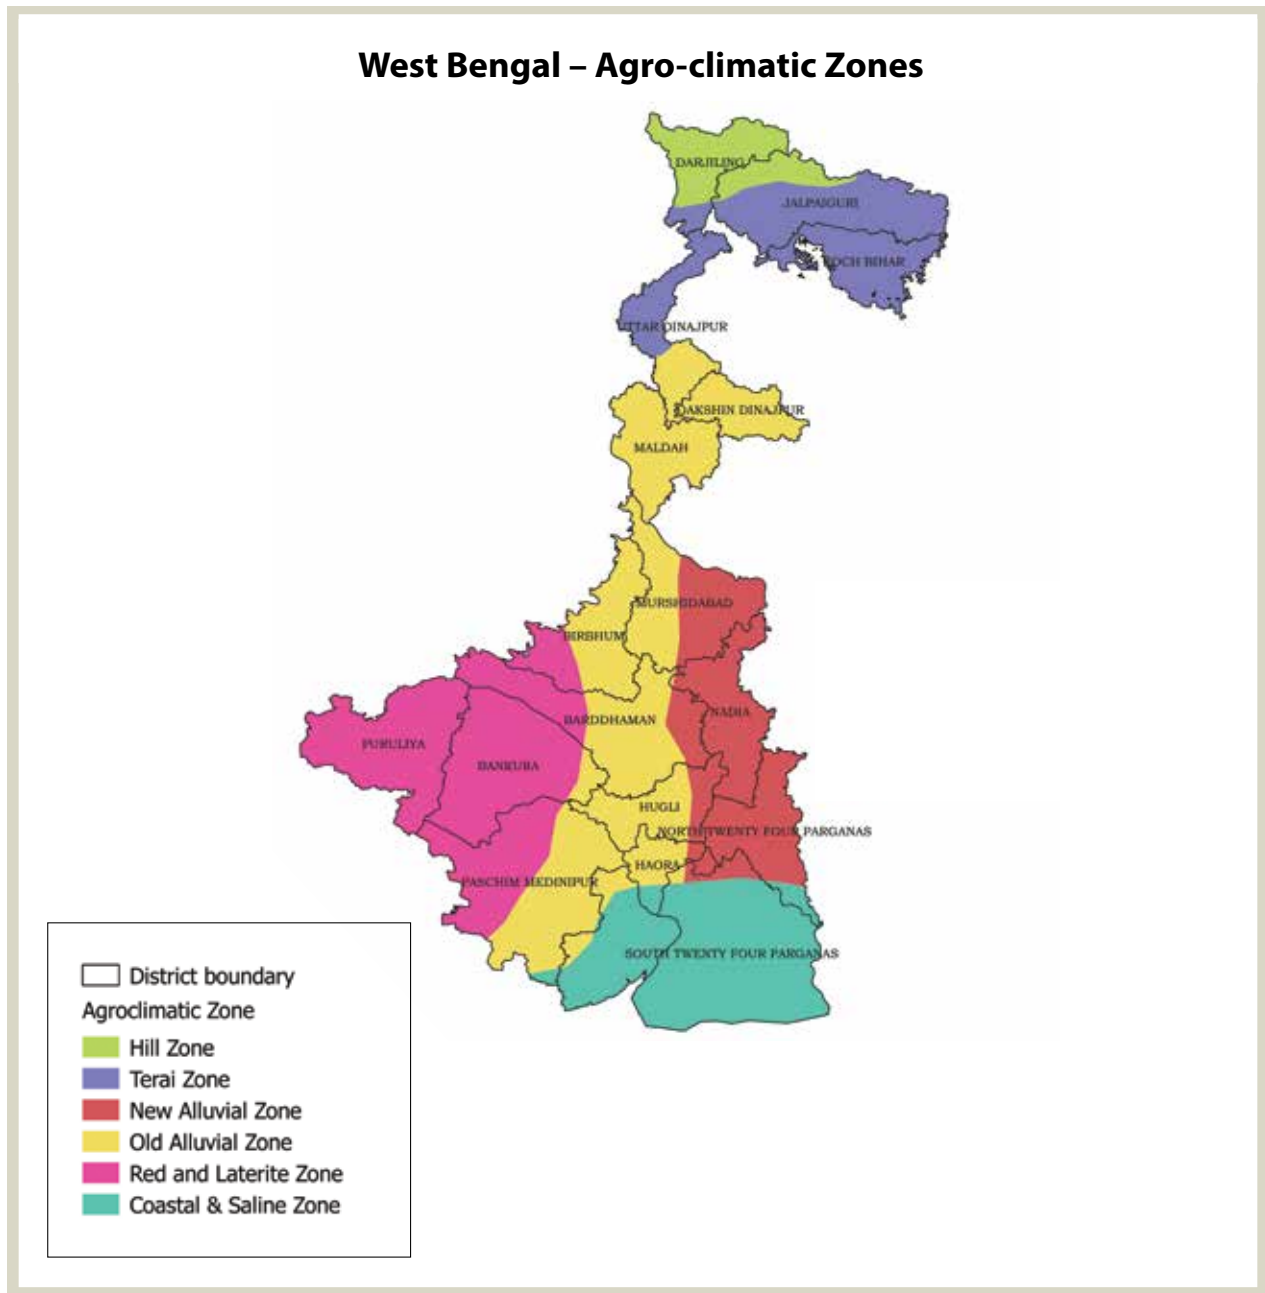 West Bengal – Agro-climatic Zones
DARJILING
JALPAIGURI
KOCH BIHAR
UTTAR DINAJPUR
DAKSHIN DINAJPUR
MALDAH
MURSHIDABAD
BIRBHUM
NADIA
BARDDHAMAN
PURULIYA
BANKURA
HUGLI
NORTH TWENTY FOUR PARGANAS
HAORA
PASCHIM MEDINIPUR
SOUTH TWENTY FOUR PARGANAS
District boundary
Agroclimatic Zone
Hill Zone
Terai Zone
New Alluvial Zone
Old Alluvial Zone
Red and Laterite Zone
Coastal & Saline Zone